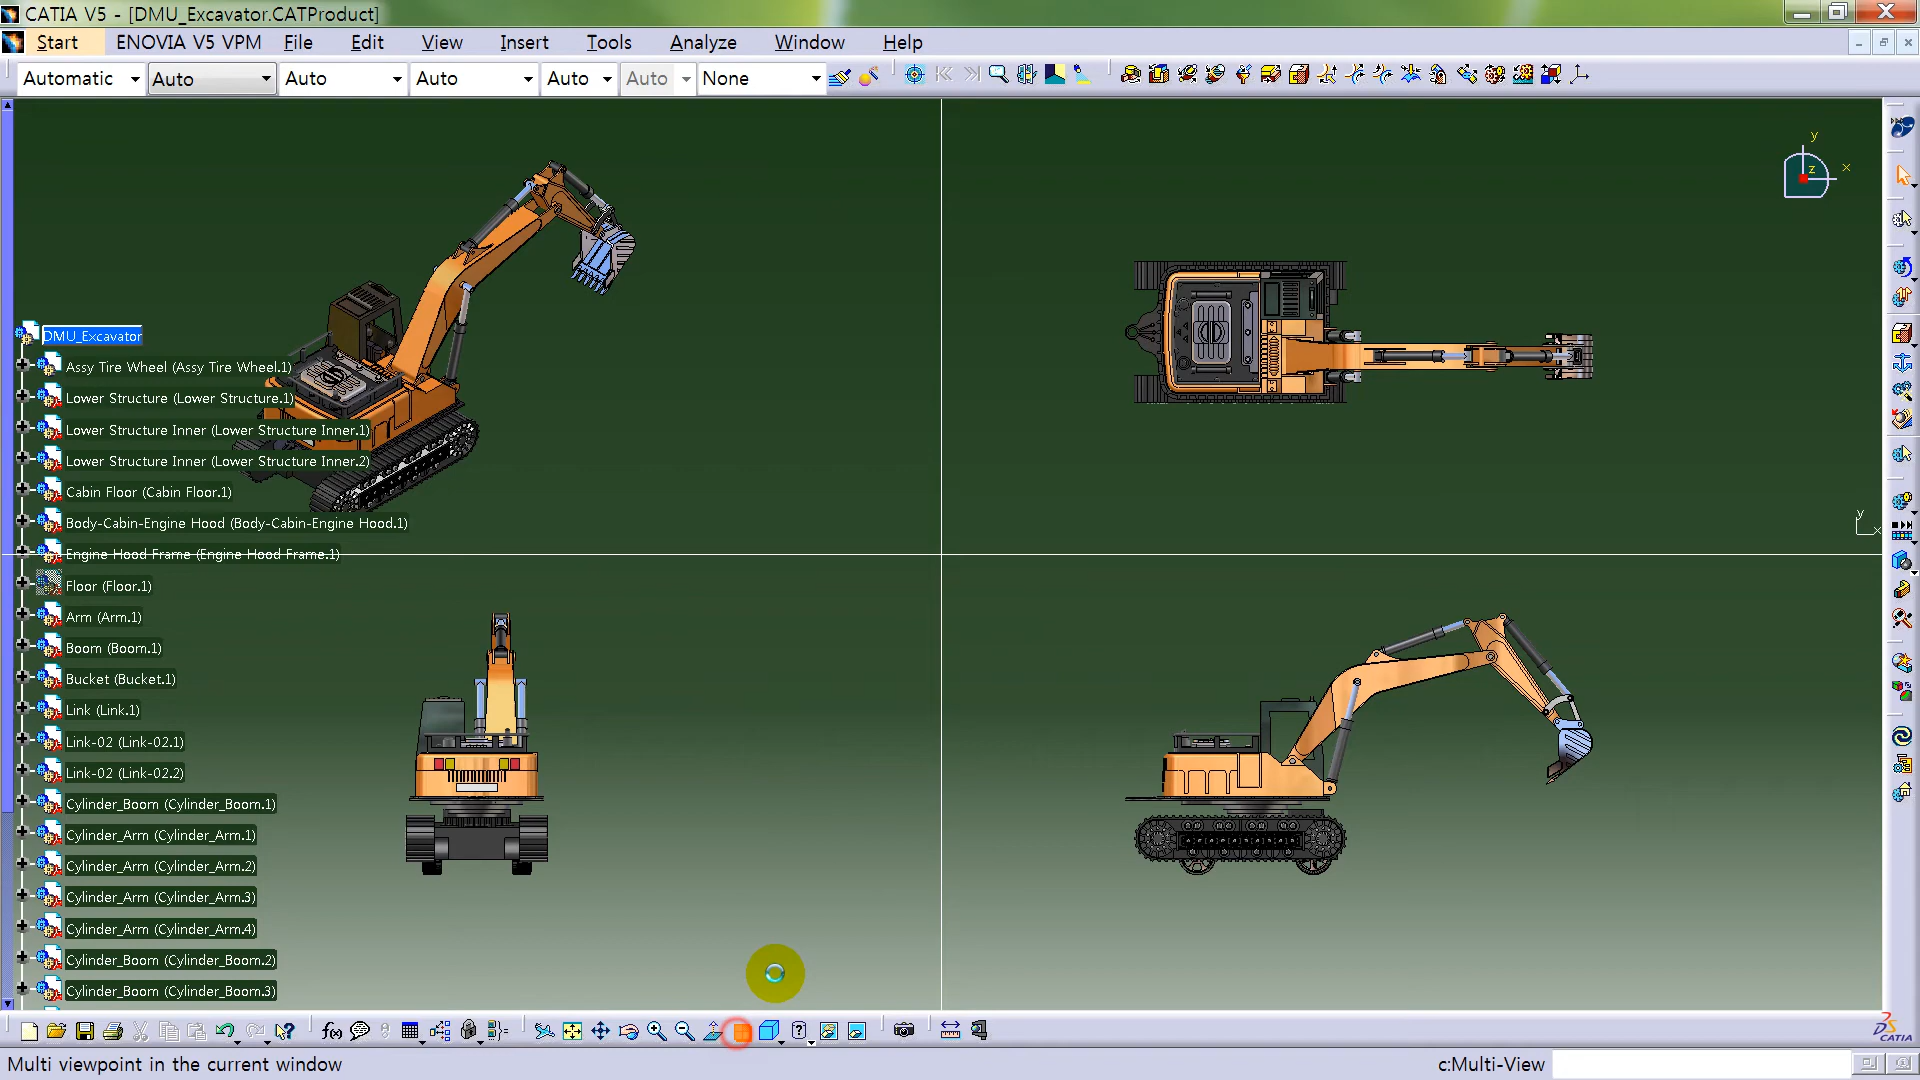 CATIA V5 - [DMU_Excavator.CATProduct]
Start ENOVIA V5 VPM File Edit View Insert Tools Analyze Window Help
Automatic Auto Auto Auto Auto Auto None
y
x
z
DMU_Excavator
Assy Tire Wheel (Assy Tire Wheel.1)
Lower Structure (Lower Structure.1)
Lower Structure Inner (Lower Structure Inner.1)
Lower Structure Inner (Lower Structure Inner.2)
Cabin Floor (Cabin Floor.1)
Body-Cabin-Engine Hood (Body-Cabin-Engine Hood.1)
y
x
Engine Hood Frame (Engine Hood Frame.1)
Floor (Floor.1)
Arm (Arm.1)
Boom (Boom.1)
Bucket (Bucket.1)
Link (Link.1)
Link-02 (Link-02.1)
Link-02 (Link-02.2)
Cylinder_Boom (Cylinder_Boom.1)
Cylinder_Arm (Cylinder_Arm.1)
Cylinder_Arm (Cylinder_Arm.2)
Cylinder_Arm (Cylinder_Arm.3)
Cylinder_Arm (Cylinder_Arm.4)
Cylinder_Boom (Cylinder_Boom.2)
Cylinder_Boom (Cylinder_Boom.3)
f(x)
CATIA
Multi viewpoint in the current window
c:Multi-View